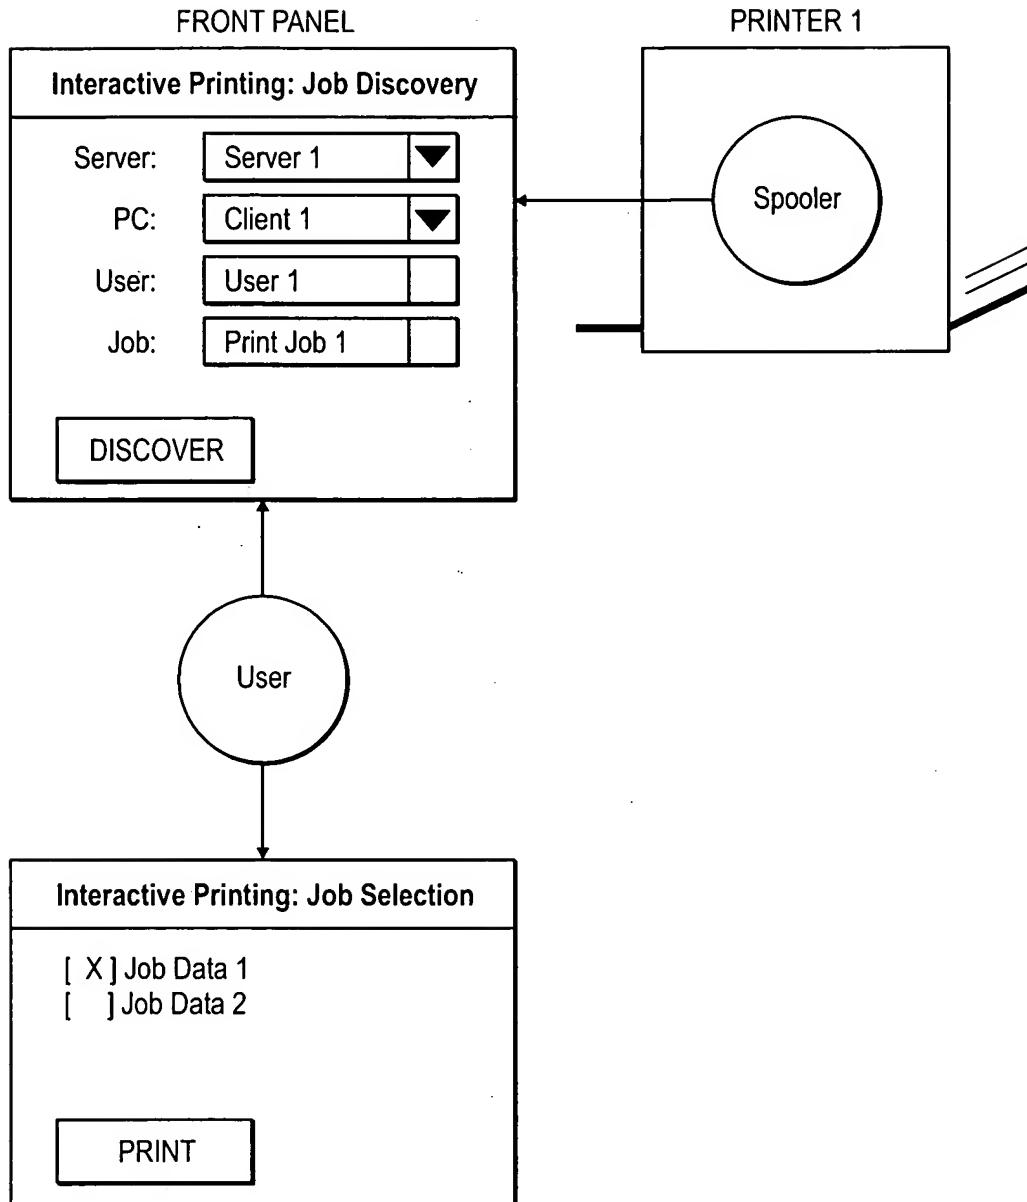 FRONT PANEL
Interactive Printing: Job Discovery
Server: Server 1
PC: Client 1
User: User 1
Job: Print Job 1
DISCOVER
PRINTER 1
Spooler
User
Interactive Printing: Job Selection
[ X ] Job Data 1
[ ] Job Data 2
PRINT